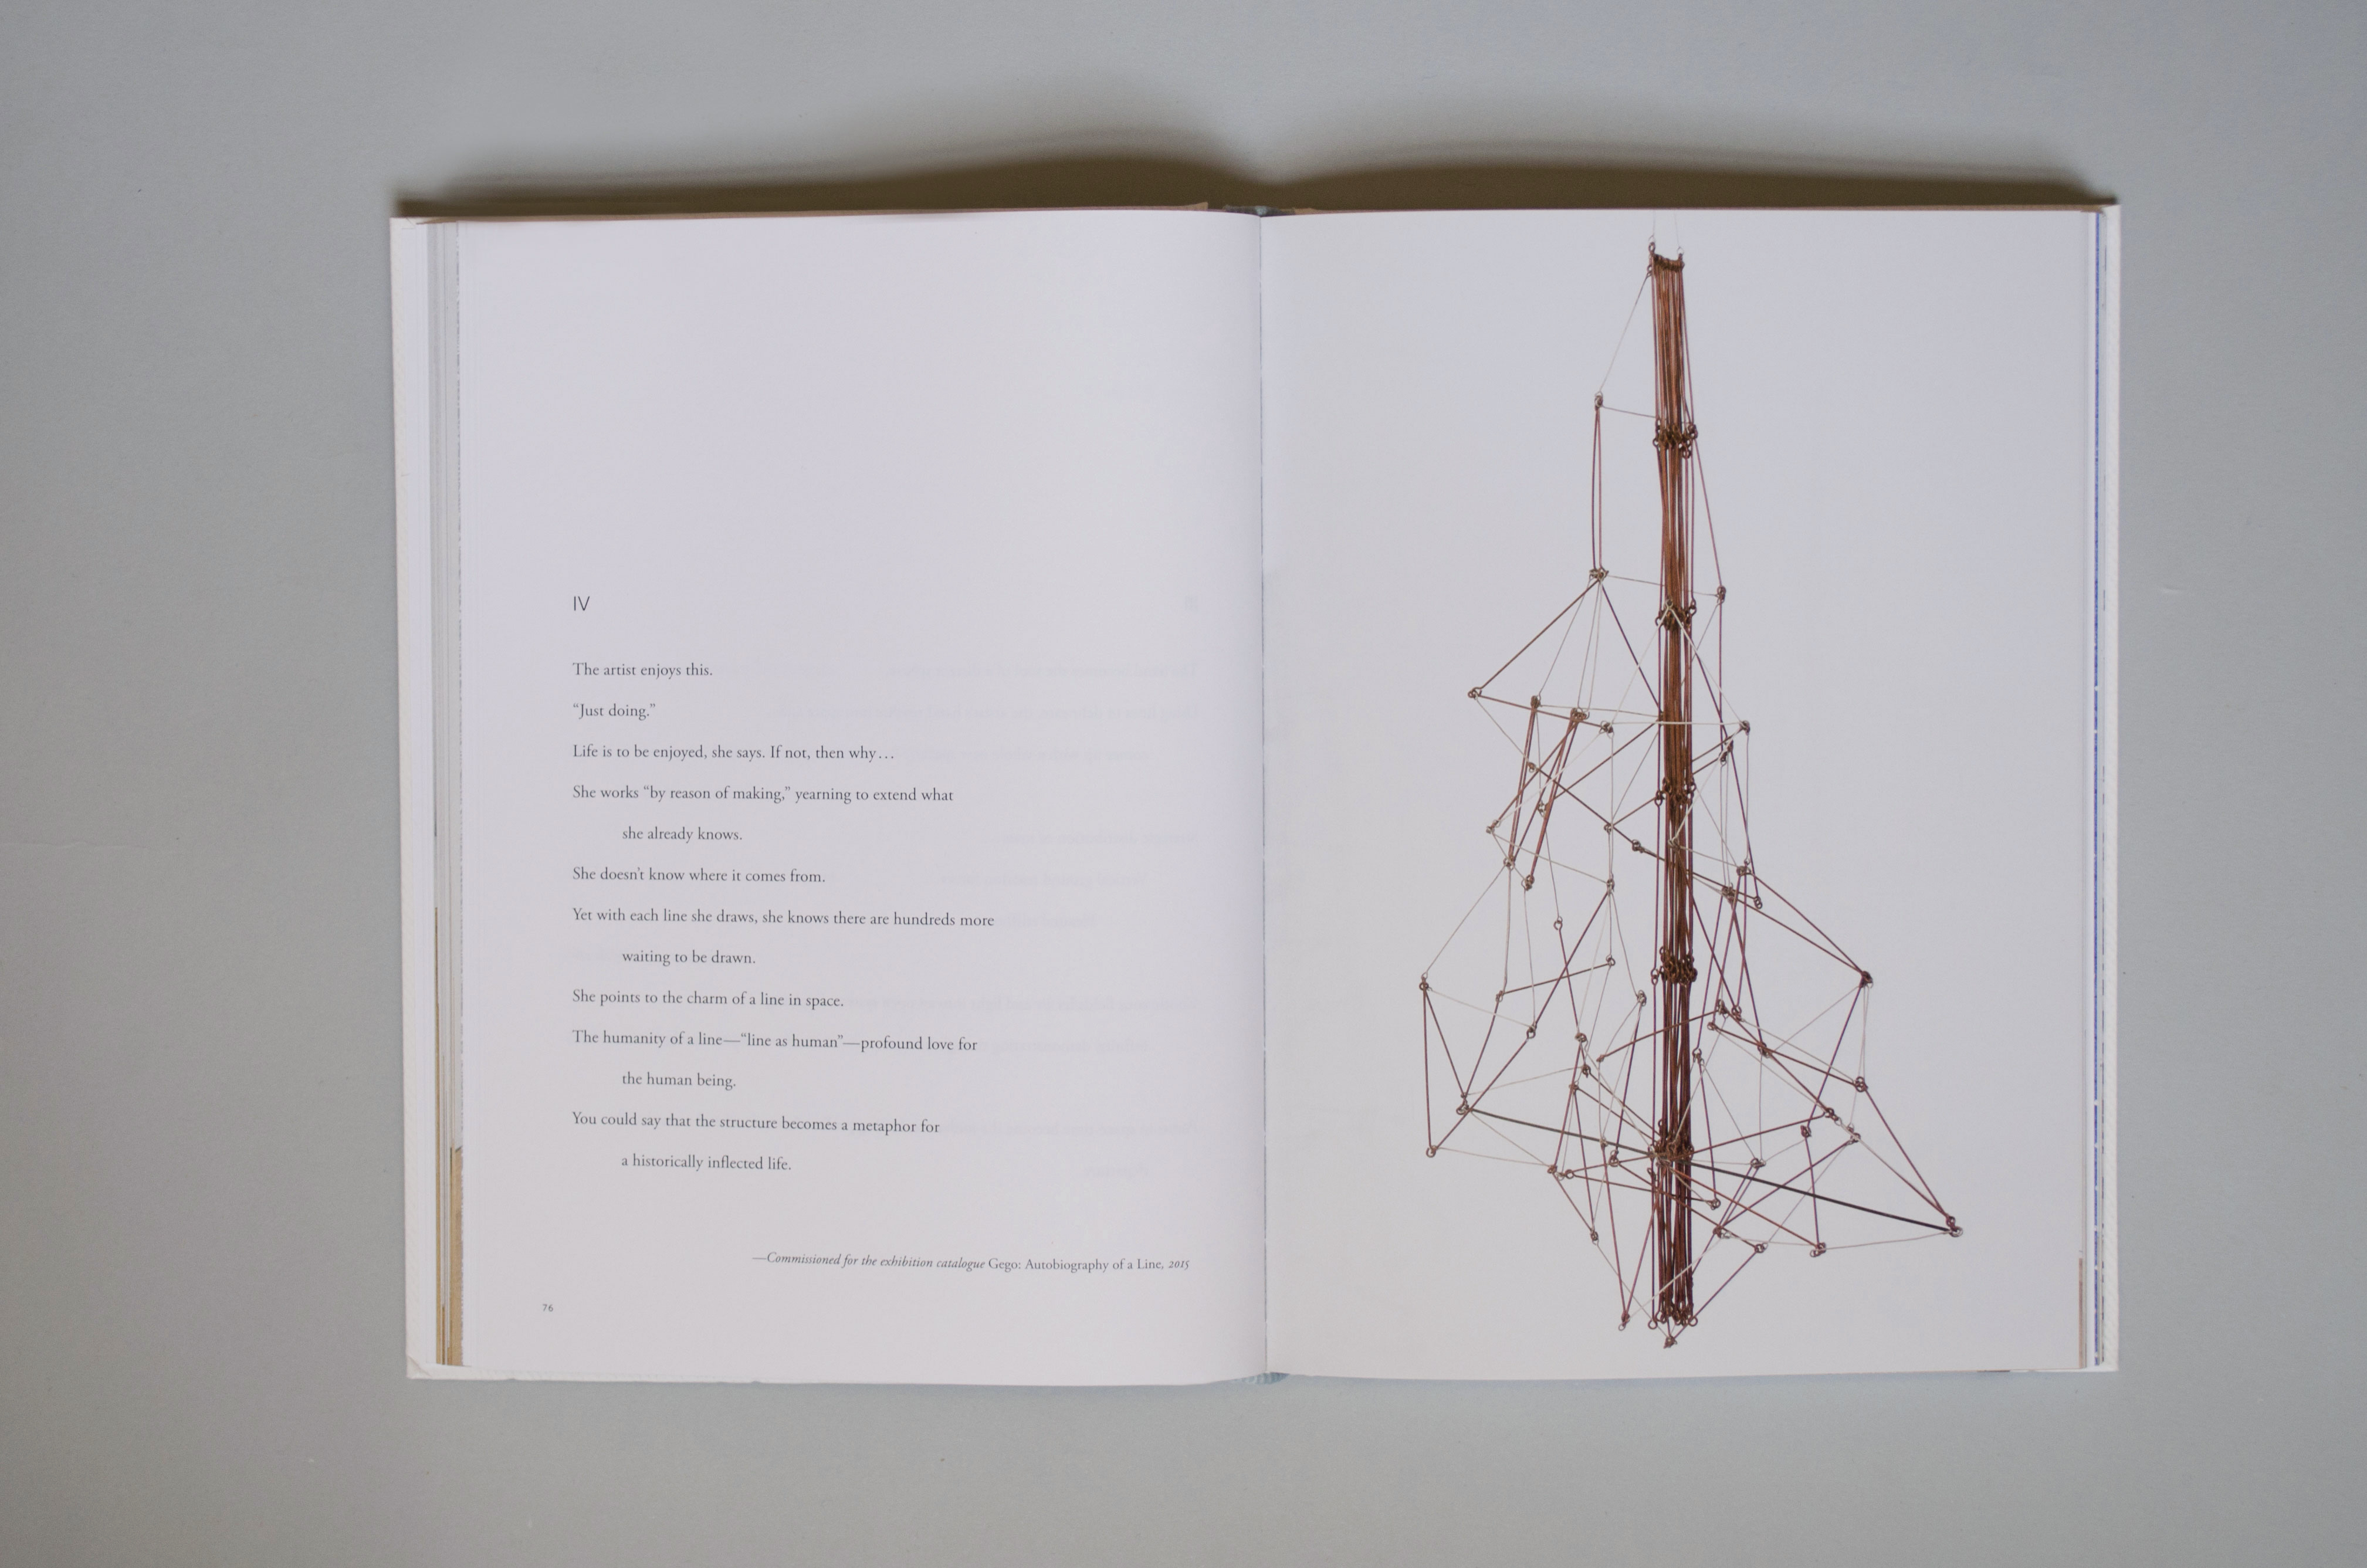 IV
The artist enjoys this.
“Just doing.”
Life is to be enjoyed, she says. If not, then why . . .
She works “by reason of making,” yearning to extend what
she already knows.
She doesn’t know where it comes from.
Yet with each line she draws, she knows there are hundreds more
waiting to be drawn.
She points to the charm of a line in space.
The humanity of a line—“line as human”—profound love for
the human being.
You could say that the structure becomes a metaphor for
a historically inflected life.
—Commissioned for the exhibition catalogue Gego: Autobiography of a Line, 2015
76